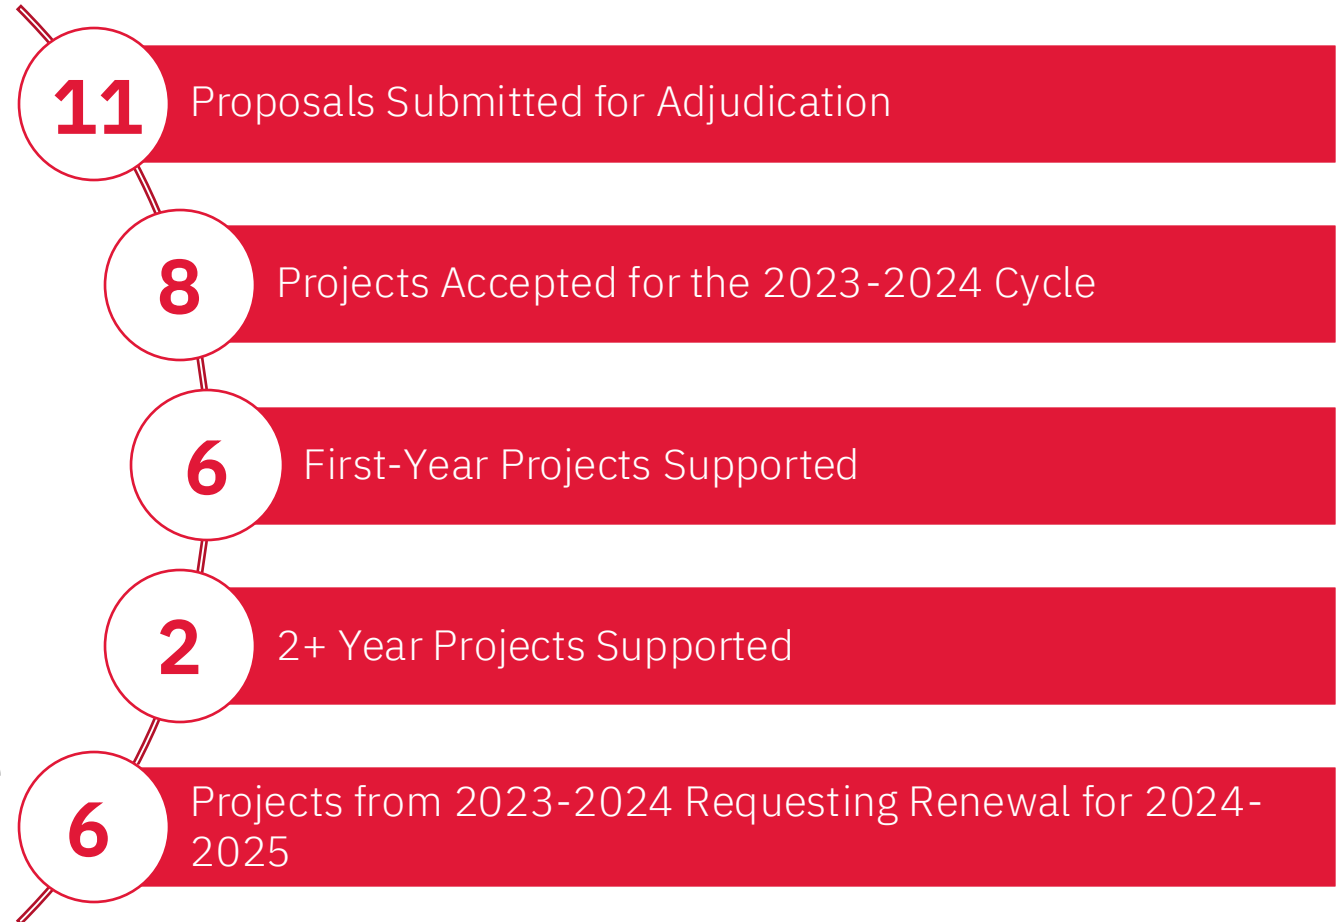 11
Proposals Submitted for Adjudication
8
Projects Accepted for the 2023-2024 Cycle
6
First-Year Projects Supported
2
2+ Year Projects Supported
6
Projects from 2023-2024 Requesting Renewal for 2024-
2025